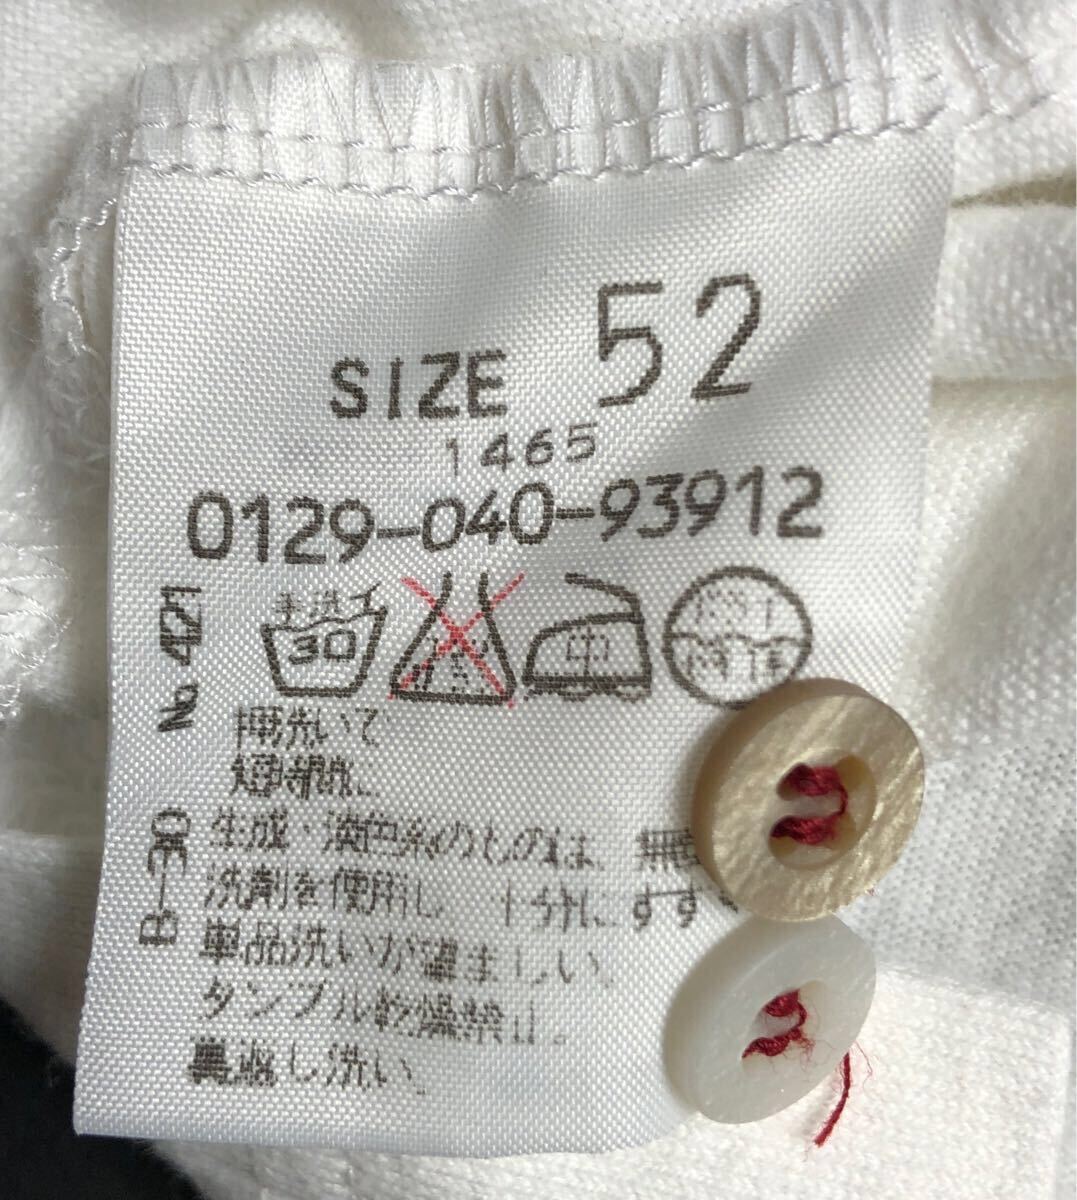 SIZE 52
1465
0129-040-93912
No. 421
手洗イ
30
中
押洗いで
短時間に
B-30
生成・淡色系のものは 無
洗剤を使用し 十分に すす
単品洗いが望ましい。
タンブル乾燥禁止。
裏返し洗い。